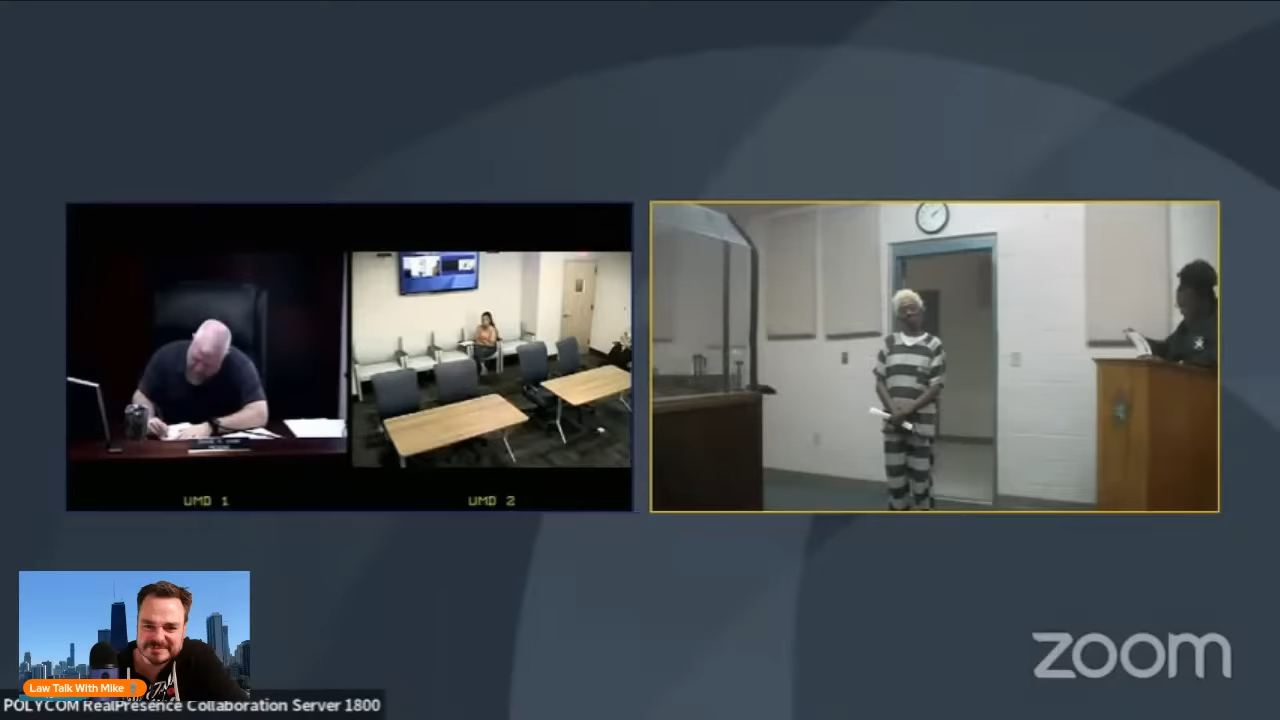 UMD 1
UMD 2
zoom
Law Talk With Mike
POLYCOM RealPresence Collaboration Server 1800